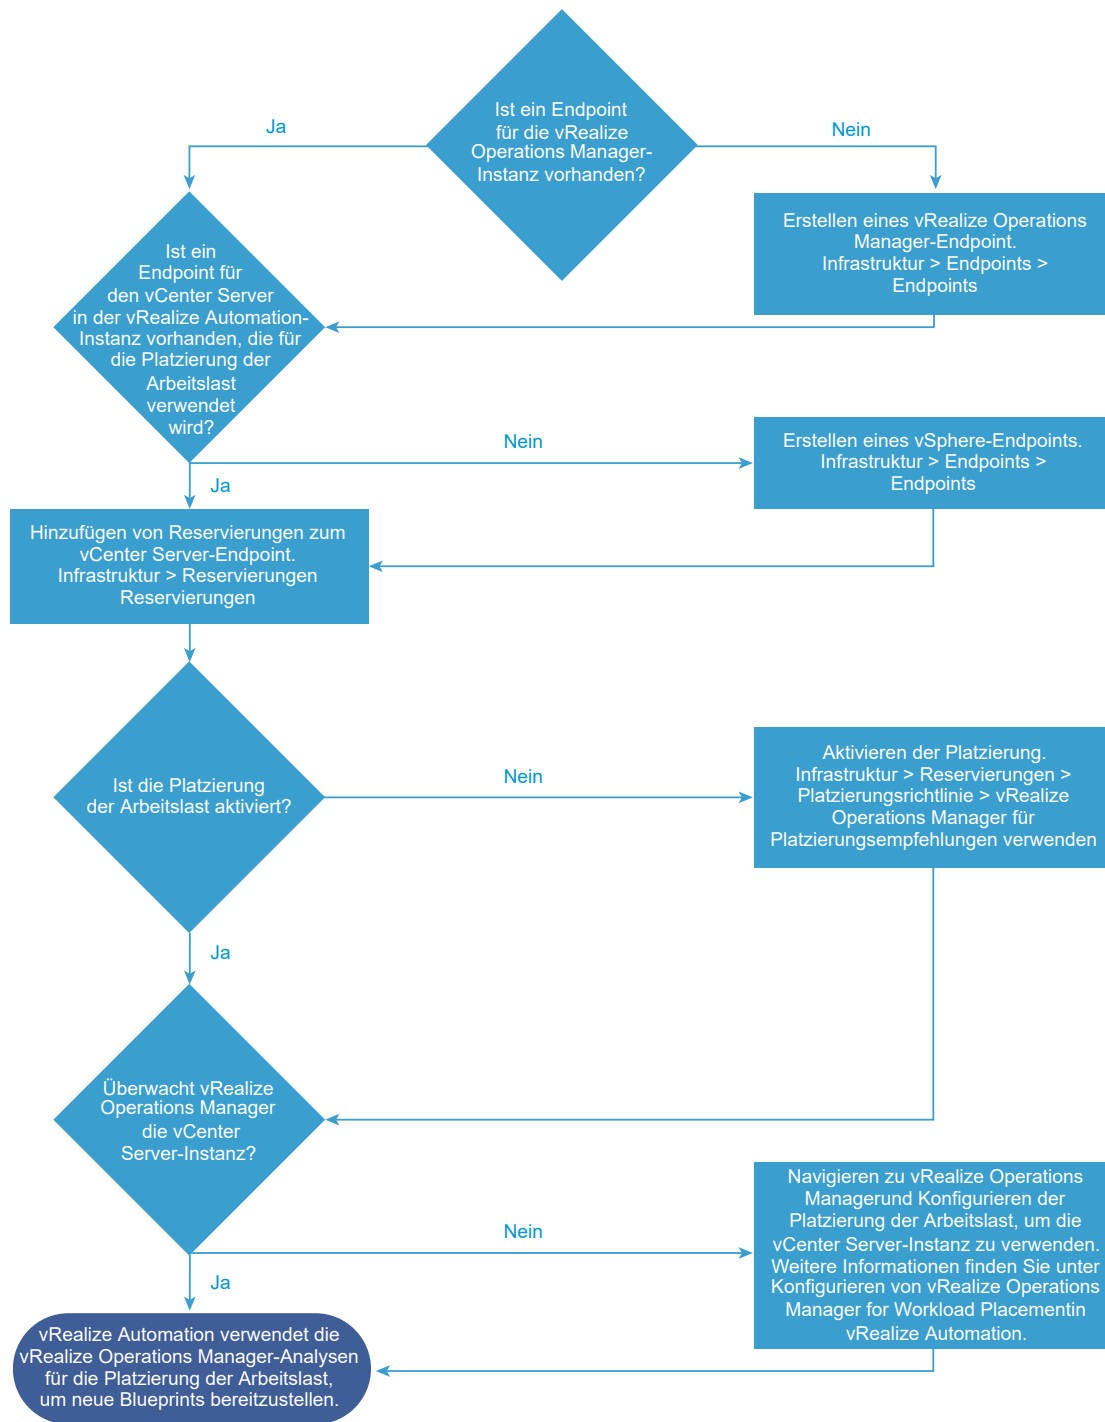 Ist ein Endpoint
für die vRealize
Operations Manager-
Instanz vorhanden?
Ja
Nein
Erstellen eines vRealize Operations
Manager-Endpoint.
Infrastruktur > Endpoints >
Endpoints
Ist ein
Endpoint für
den vCenter Server
in der vRealize Automation-
Instanz vorhanden, die für
die Platzierung der
Arbeitslast
verwendet
wird?
Nein
Erstellen eines vSphere-Endpoints.
Infrastruktur > Endpoints >
Endpoints
Ja
Hinzufügen von Reservierungen zum
vCenter Server-Endpoint.
Infrastruktur > Reservierungen
Reservierungen
Ist die Platzierung
der Arbeitslast aktiviert?
Nein
Aktivieren der Platzierung.
Infrastruktur > Reservierungen >
Platzierungsrichtlinie > vRealize
Operations Manager für
Platzierungsempfehlungen verwenden
Ja
Überwacht vRealize
Operations Manager
die vCenter
Server-Instanz?
Nein
Navigieren zu vRealize Operations
Managerund Konfigurieren der
Platzierung der Arbeitslast, um die
vCenter Server-Instanz zu verwenden.
Weitere Informationen finden Sie unter
Konfigurieren von vRealize Operations
Manager for Workload Placementin
vRealize Automation.
Ja
vRealize Automation verwendet die
vRealize Operations Manager-Analysen
für die Platzierung der Arbeitslast,
um neue Blueprints bereitzustellen.